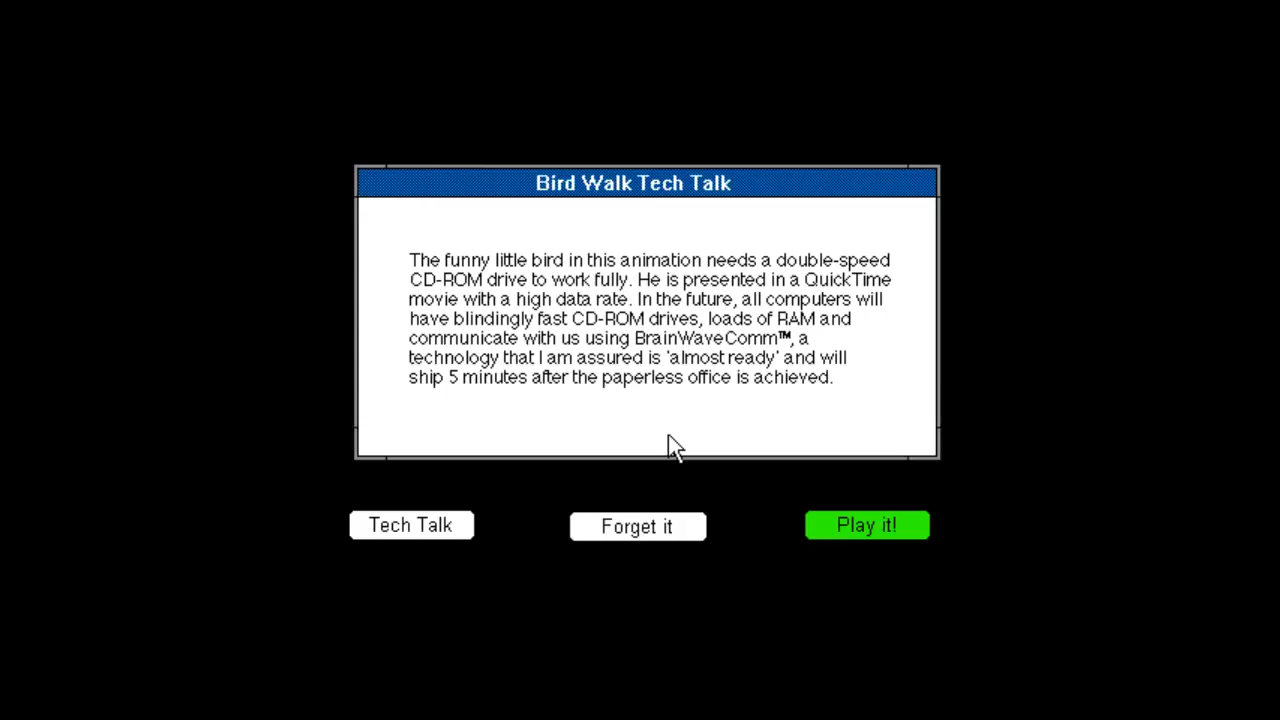 Bird Walk Tech Talk
The funny little bird in this animation needs a double-speed
CD-ROM drive to work fully. He is presented in a QuickTime
movie with a high data rate. In the future, all computers will
have blindingly fast CD-ROM drives, loads of RAM and
communicate with us using BrainWaveComm™, a
technology that I am assured is 'almost ready' and will
ship 5 minutes after the paperless office is achieved.
Tech Talk
Forget it
Play it!